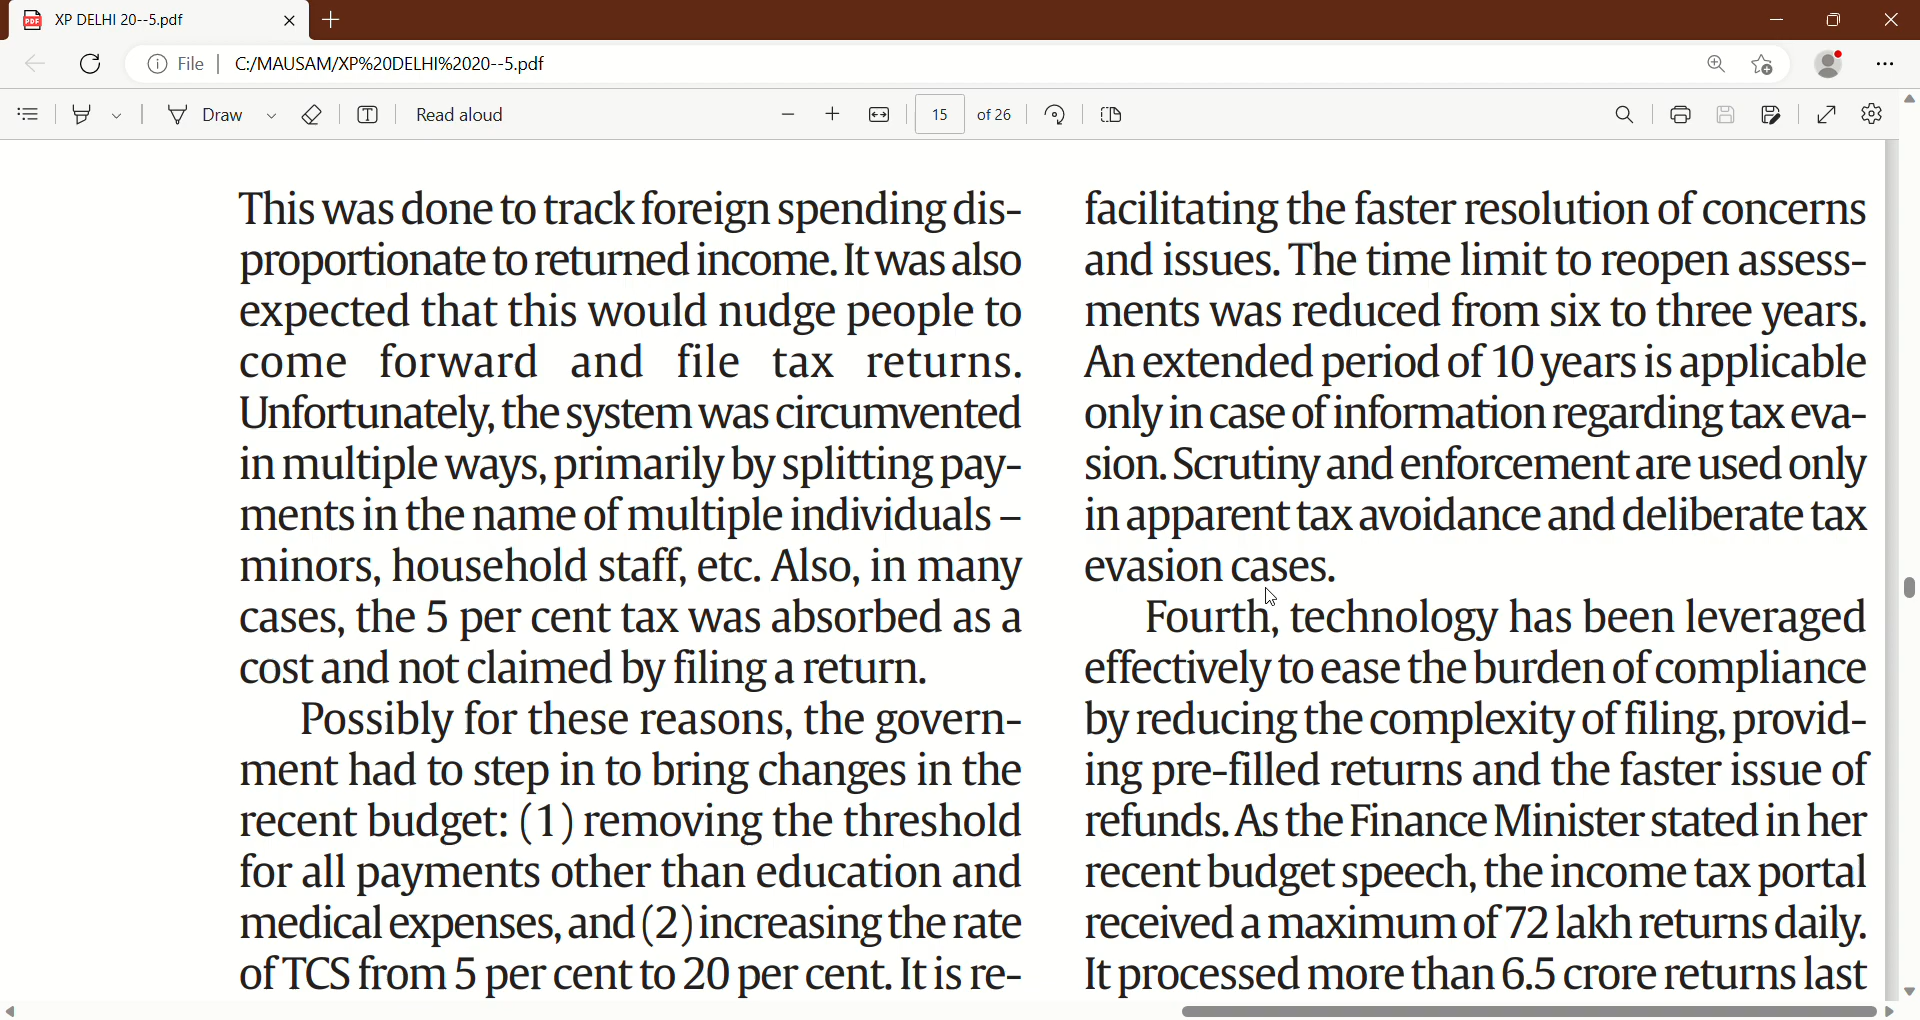 XP DELHI 20--5.pdf
File
C:/MAUSAM/XP%20DELHI%2020--5.pdf
Draw
Read aloud
15
of 26
This was done to track foreign spending dis-
proportionate to returned income. It was also
expected that this would nudge people to
come forward and file tax returns.
Unfortunately, the system was circumvented
in multiple ways, primarily by splitting pay-
ments in the name of multiple individuals –
minors, household staff, etc. Also, in many
cases, the 5 per cent tax was absorbed as a
cost and not claimed by filing a return.
Possibly for these reasons, the govern-
ment had to step in to bring changes in the
recent budget: (1) removing the threshold
for all payments other than education and
medical expenses, and (2) increasing the rate
of TCS from 5 per cent to 20 per cent. It is re-
facilitating the faster resolution of concerns
and issues. The time limit to reopen assess-
ments was reduced from six to three years.
An extended period of 10 years is applicable
only in case of information regarding tax eva-
sion. Scrutiny and enforcement are used only
in apparent tax avoidance and deliberate tax
evasion cases.
Fourth, technology has been leveraged
effectively to ease the burden of compliance
by reducing the complexity of filing, provid-
ing pre-filled returns and the faster issue of
refunds. As the Finance Minister stated in her
recent budget speech, the income tax portal
received a maximum of 72 lakh returns daily.
It processed more than 6.5 crore returns last